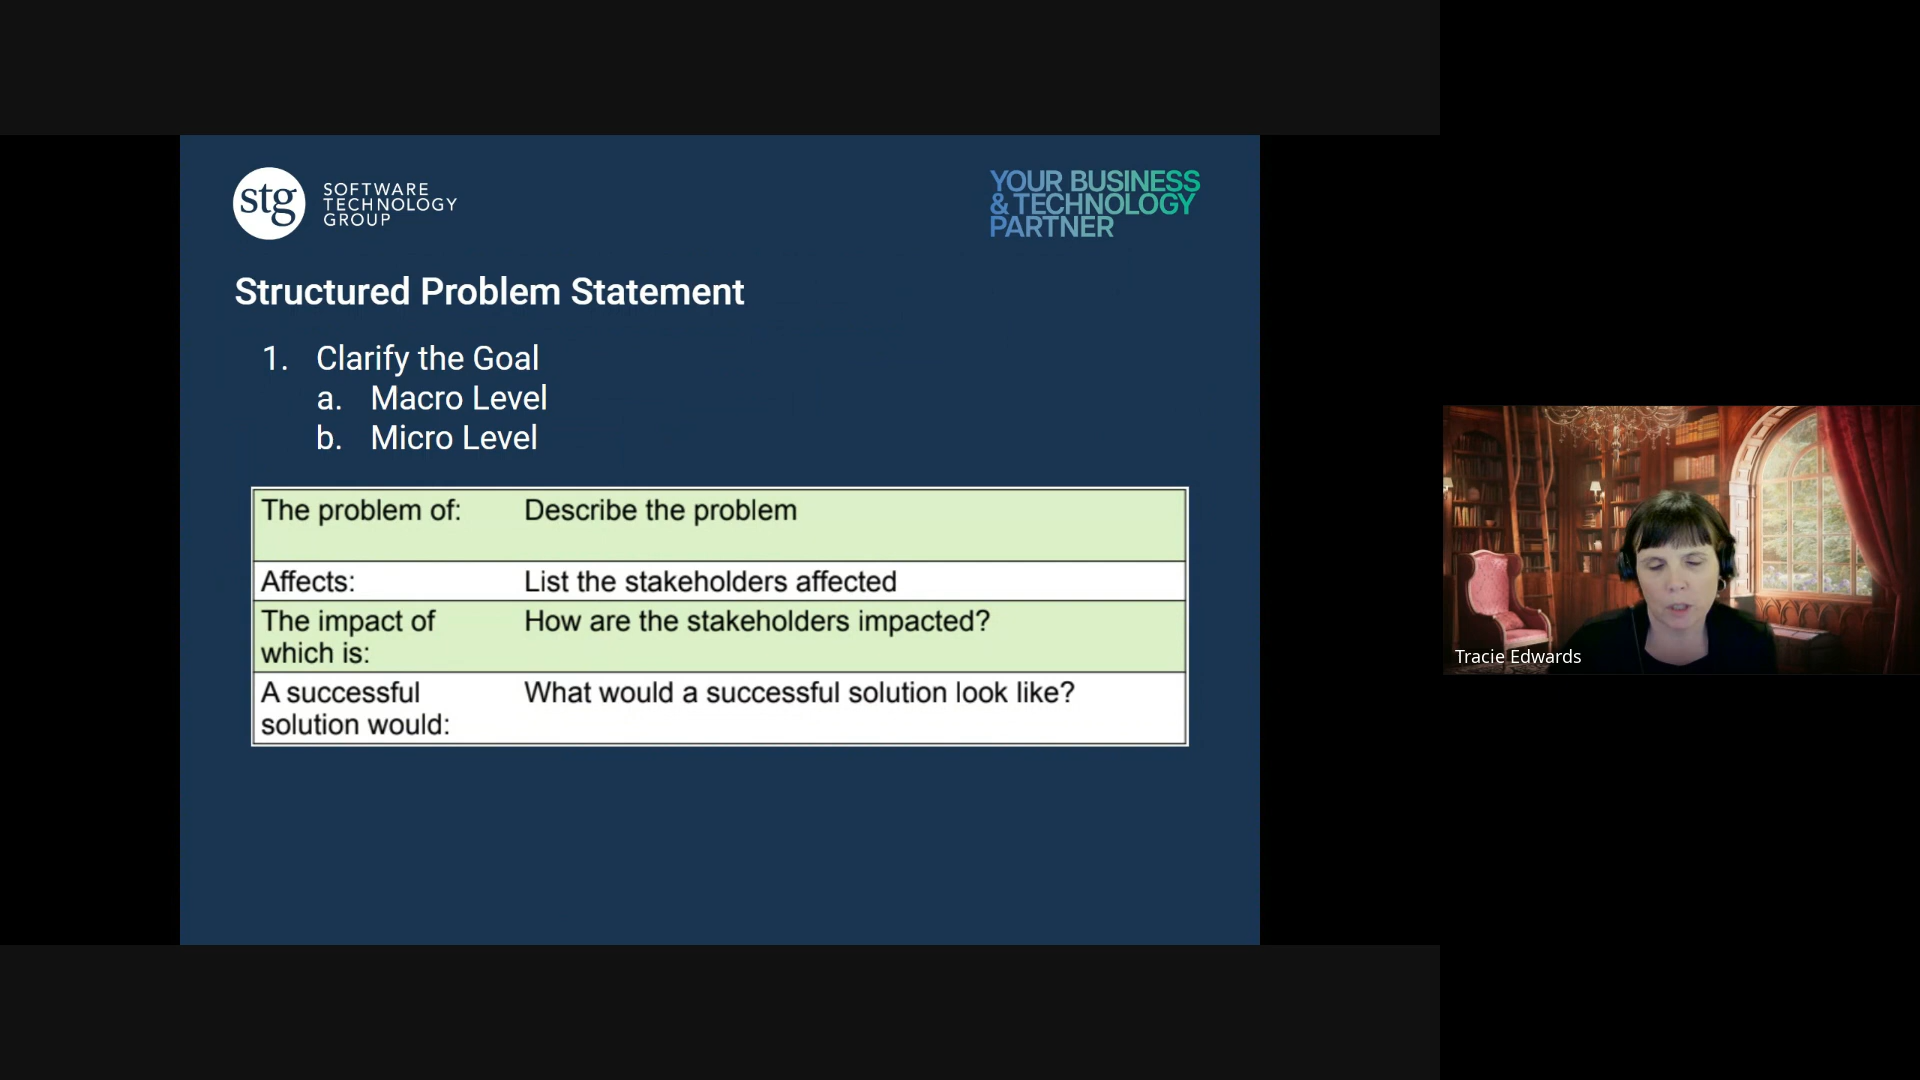 stg
SOFTWARE
TECHNOLOGY
GROUP
YOUR BUSINESS
& TECHNOLOGY
PARTNER
Structured Problem Statement
1. Clarify the Goal
a. Macro Level
b. Micro Level
The problem of: Describe the problem
Affects: List the stakeholders affected
The impact of How are the stakeholders impacted?
which is:
A successful What would a successful solution look like?
solution would:
Tracie Edwards